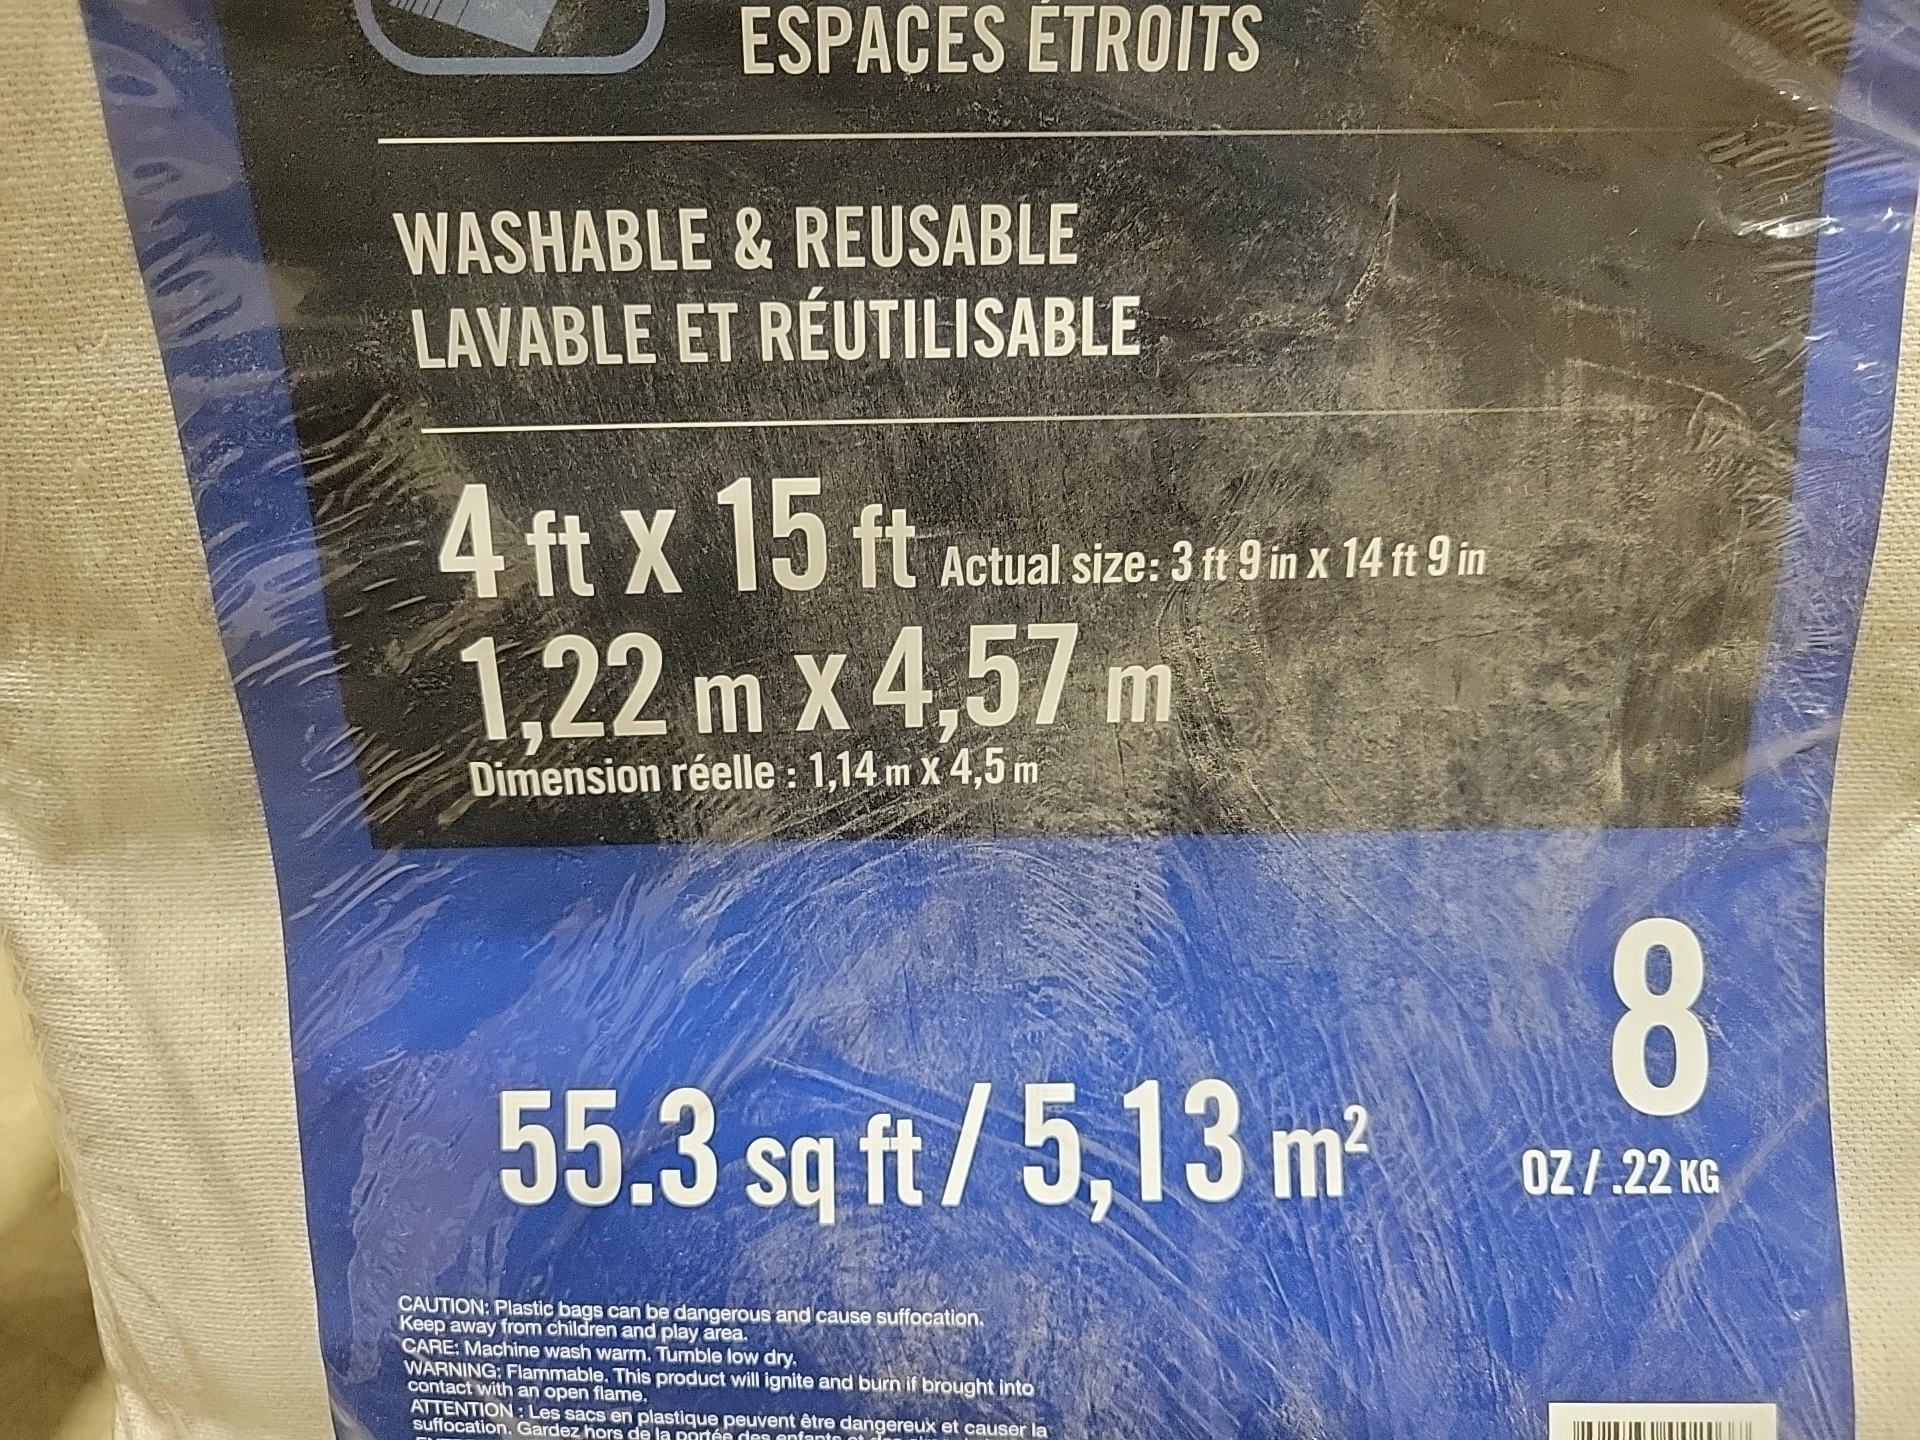 ESPACES ÉTROITS
WASHABLE & REUSABLE
LAVABLE ET RÉUTILISABLE
4 ft x 15 ft Actual size: 3 ft 9 in x 14 ft 9 in
1,22 m x 4,57 m
Dimension réelle : 1,14 m x 4,5 m
8
OZ / .22 KG
55.3 sq ft / 5,13 m²
CAUTION: Plastic bags can be dangerous and cause suffocation.
Keep away from children and play area.
CARE: Machine wash warm. Tumble low dry.
WARNING: Flammable. This product will ignite and burn if brought into
contact with an open flame.
ATTENTION : Les sacs en plastique peuvent être dangereux et causer la
suffocation. Gardez hors de la portée des enfants et